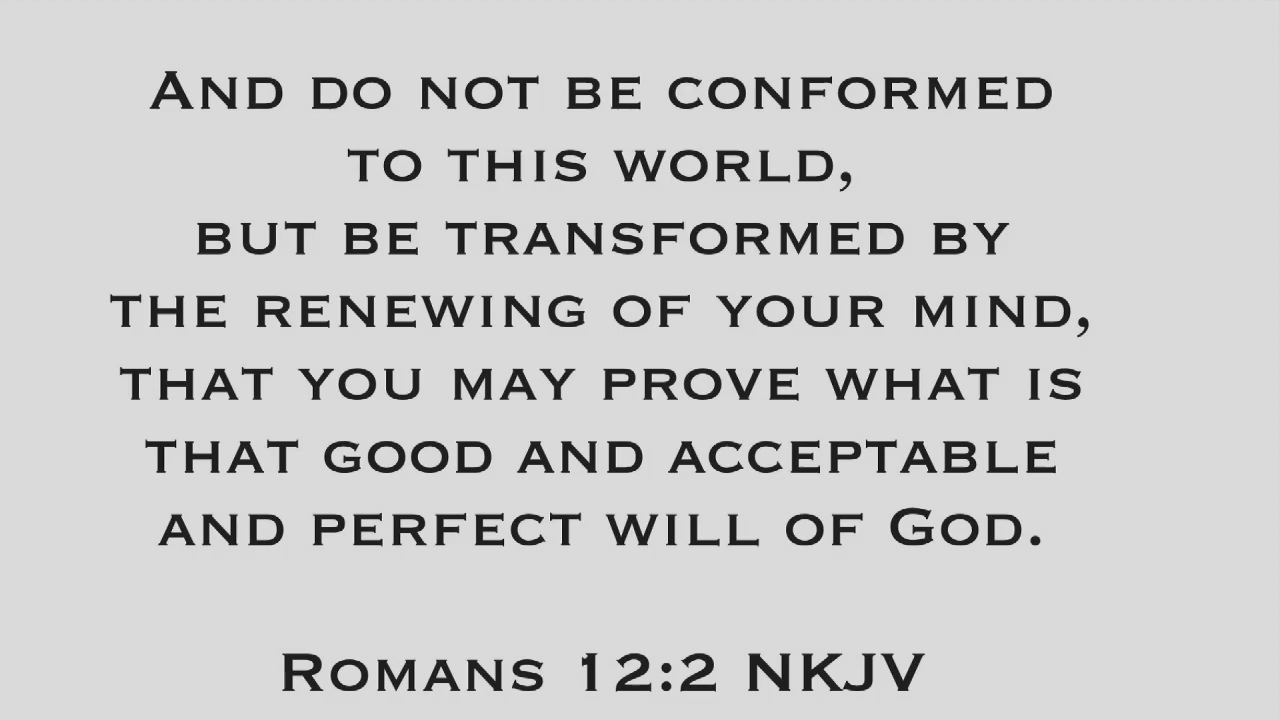 And do not be conformed
to this world,
but be transformed by
the renewing of your mind,
that you may prove what is
that good and acceptable
and perfect will of God.
Romans 12:2 NKJV